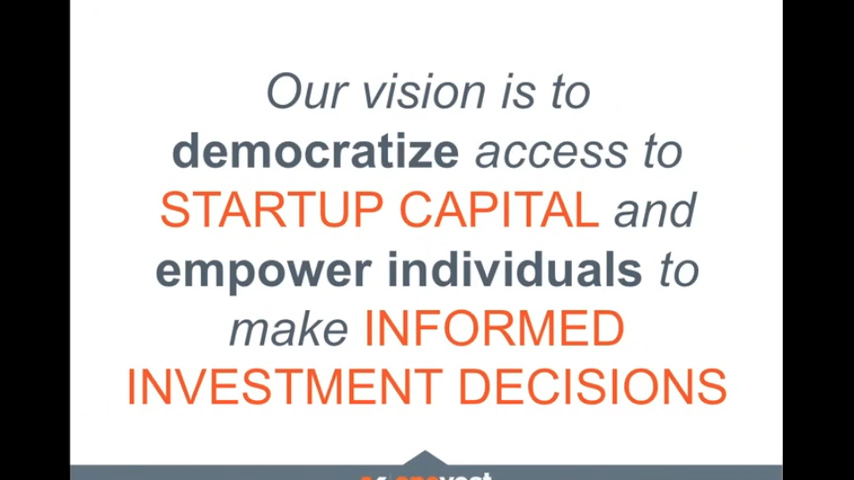 Our vision is to
democratize access to
STARTUP CAPITAL and
empower individuals to
make INFORMED
INVESTMENT DECISIONS